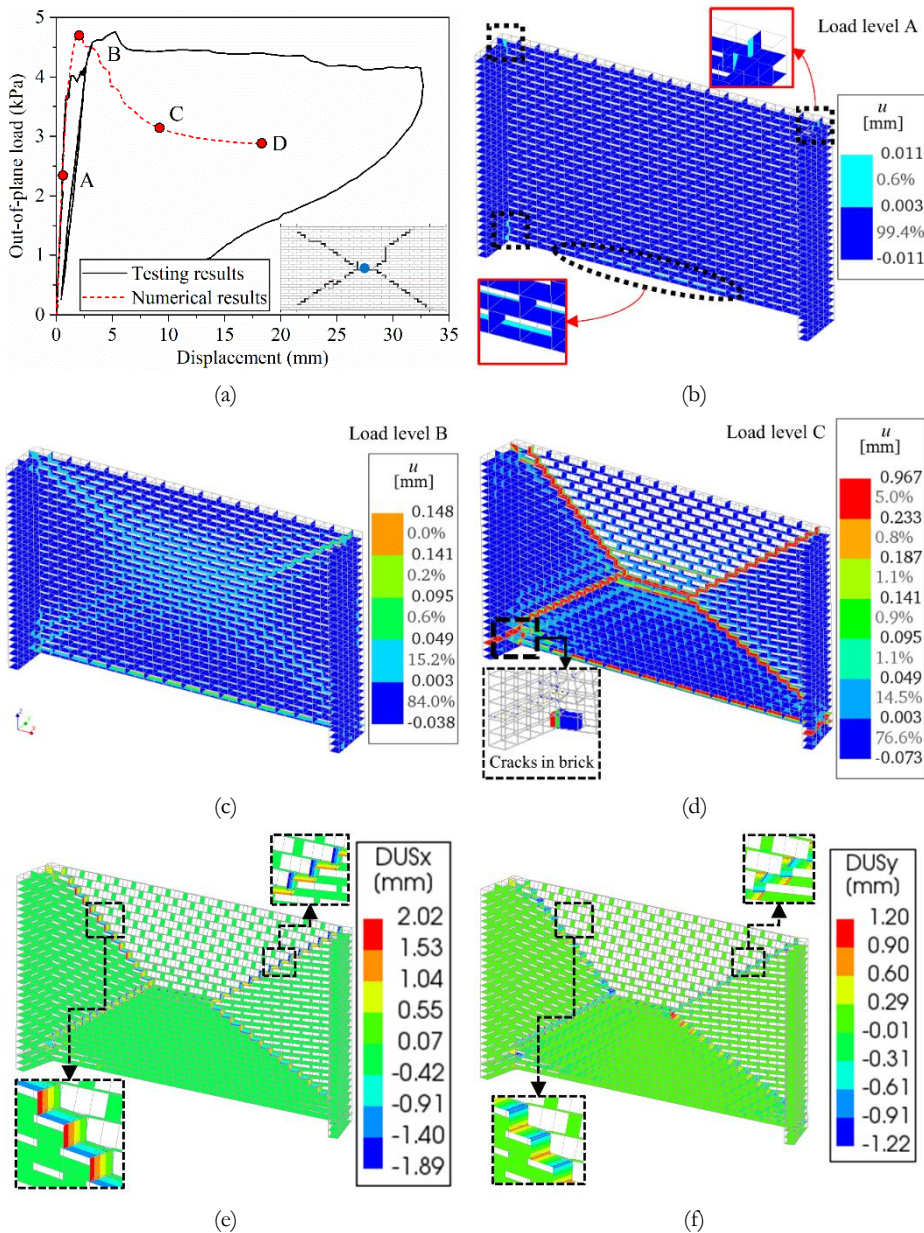 5
4
3
2
1
0
Out-of-plane load (kPa)
A
B
C
D
Testing results
Numerical results
0 5 10 15 20 25 30 35
Displacement (mm)
(a)
Load level A
u
[mm]
0.011
0.6%
0.003
99.4%
-0.011
(b)
Load level B
u
[mm]
0.148
0.0%
0.141
0.2%
0.095
0.6%
0.049
15.2%
0.003
84.0%
-0.038
(c)
Load level C
u
[mm]
0.967
5.0%
0.233
0.8%
0.187
1.1%
0.141
0.9%
0.095
1.1%
0.049
14.5%
0.003
76.6%
-0.073
Cracks in brick
(d)
DUSx
(mm)
2.02
1.53
1.04
0.55
0.07
-0.42
-0.91
-1.40
-1.89
(e)
DUSy
(mm)
1.20
0.90
0.60
0.29
-0.01
-0.31
-0.61
-0.91
-1.22
(f)